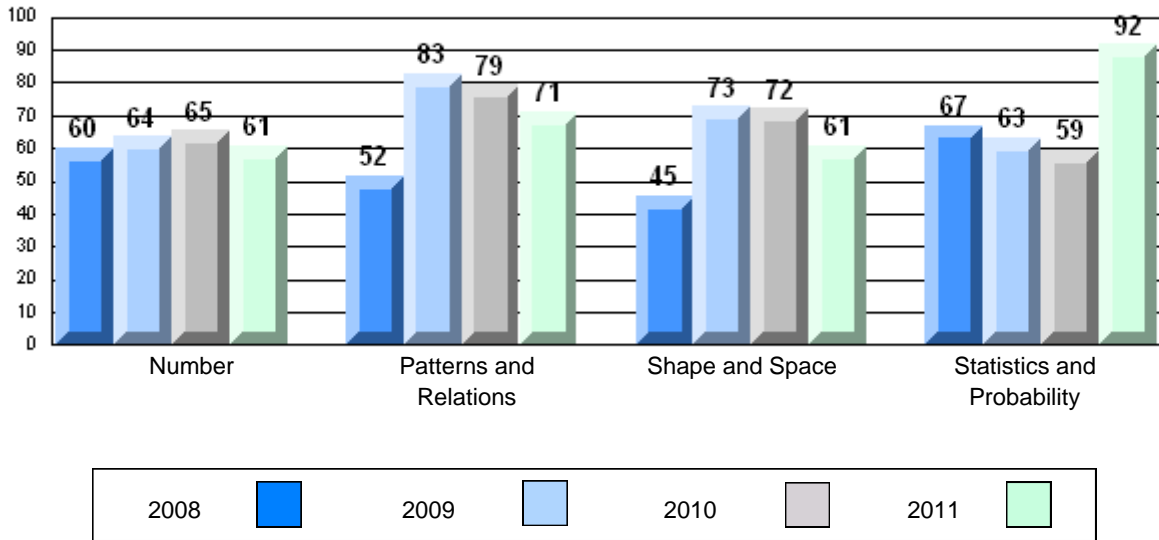 100
90
80
70
60
50
40
30
20
10
0
60 64 65 61
52 83 79 71
45 73 72 61
67 63 59 92
Number
Patterns and
Relations
Shape and Space
Statistics and
Probability
2008 2009 2010 2011